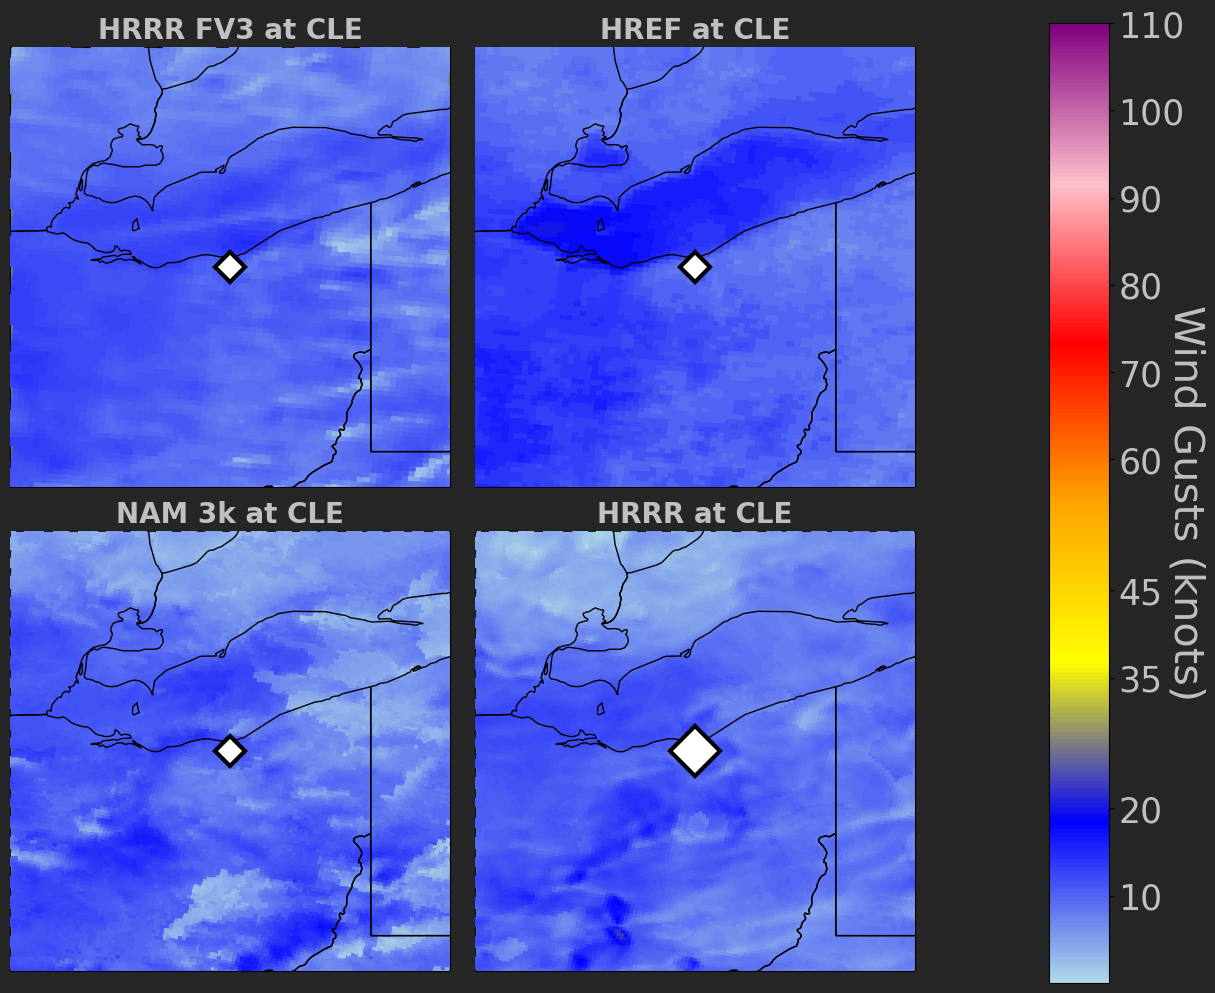 HRRR FV3 at CLE
HREF at CLE
NAM 3k at CLE
HRRR at CLE
110
100
90
80
70
60
45
35
20
10
Wind Gusts (knots)